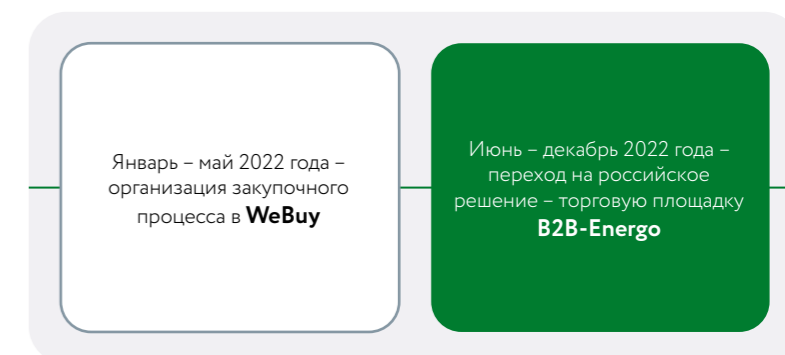 Январь – май 2022 года –
организация закупочного
процесса в WeBuy
Июнь – декабрь 2022 года –
переход на российское
решение – торговую площадку
B2B-Energo